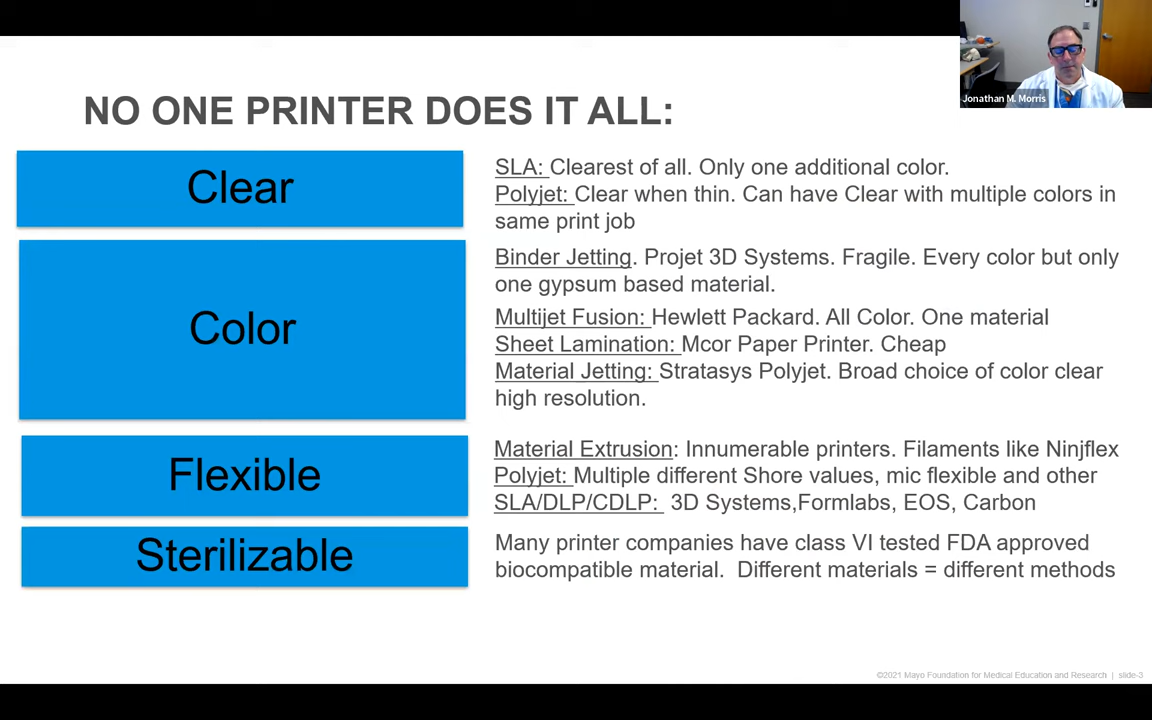 Jonathan M. Morris
NO ONE PRINTER DOES IT ALL:
Clear
SLA: Clearest of all. Only one additional color.
Polyjet: Clear when thin. Can have Clear with multiple colors in
same print job
Color
Binder Jetting. Projet 3D Systems. Fragile. Every color but only
one gypsum based material.
Multijet Fusion: Hewlett Packard. All Color. One material
Sheet Lamination: Mcor Paper Printer. Cheap
Material Jetting: Stratasys Polyjet. Broad choice of color clear
high resolution.
Flexible
Material Extrusion: Innumerable printers. Filaments like Ninjflex
Polyjet: Multiple different Shore values, mic flexible and other
SLA/DLP/CDLP: 3D Systems,Formlabs, EOS, Carbon
Sterilizable
Many printer companies have class VI tested FDA approved
biocompatible material. Different materials = different methods
©2021 Mayo Foundation for Medical Education and Research | slide-3